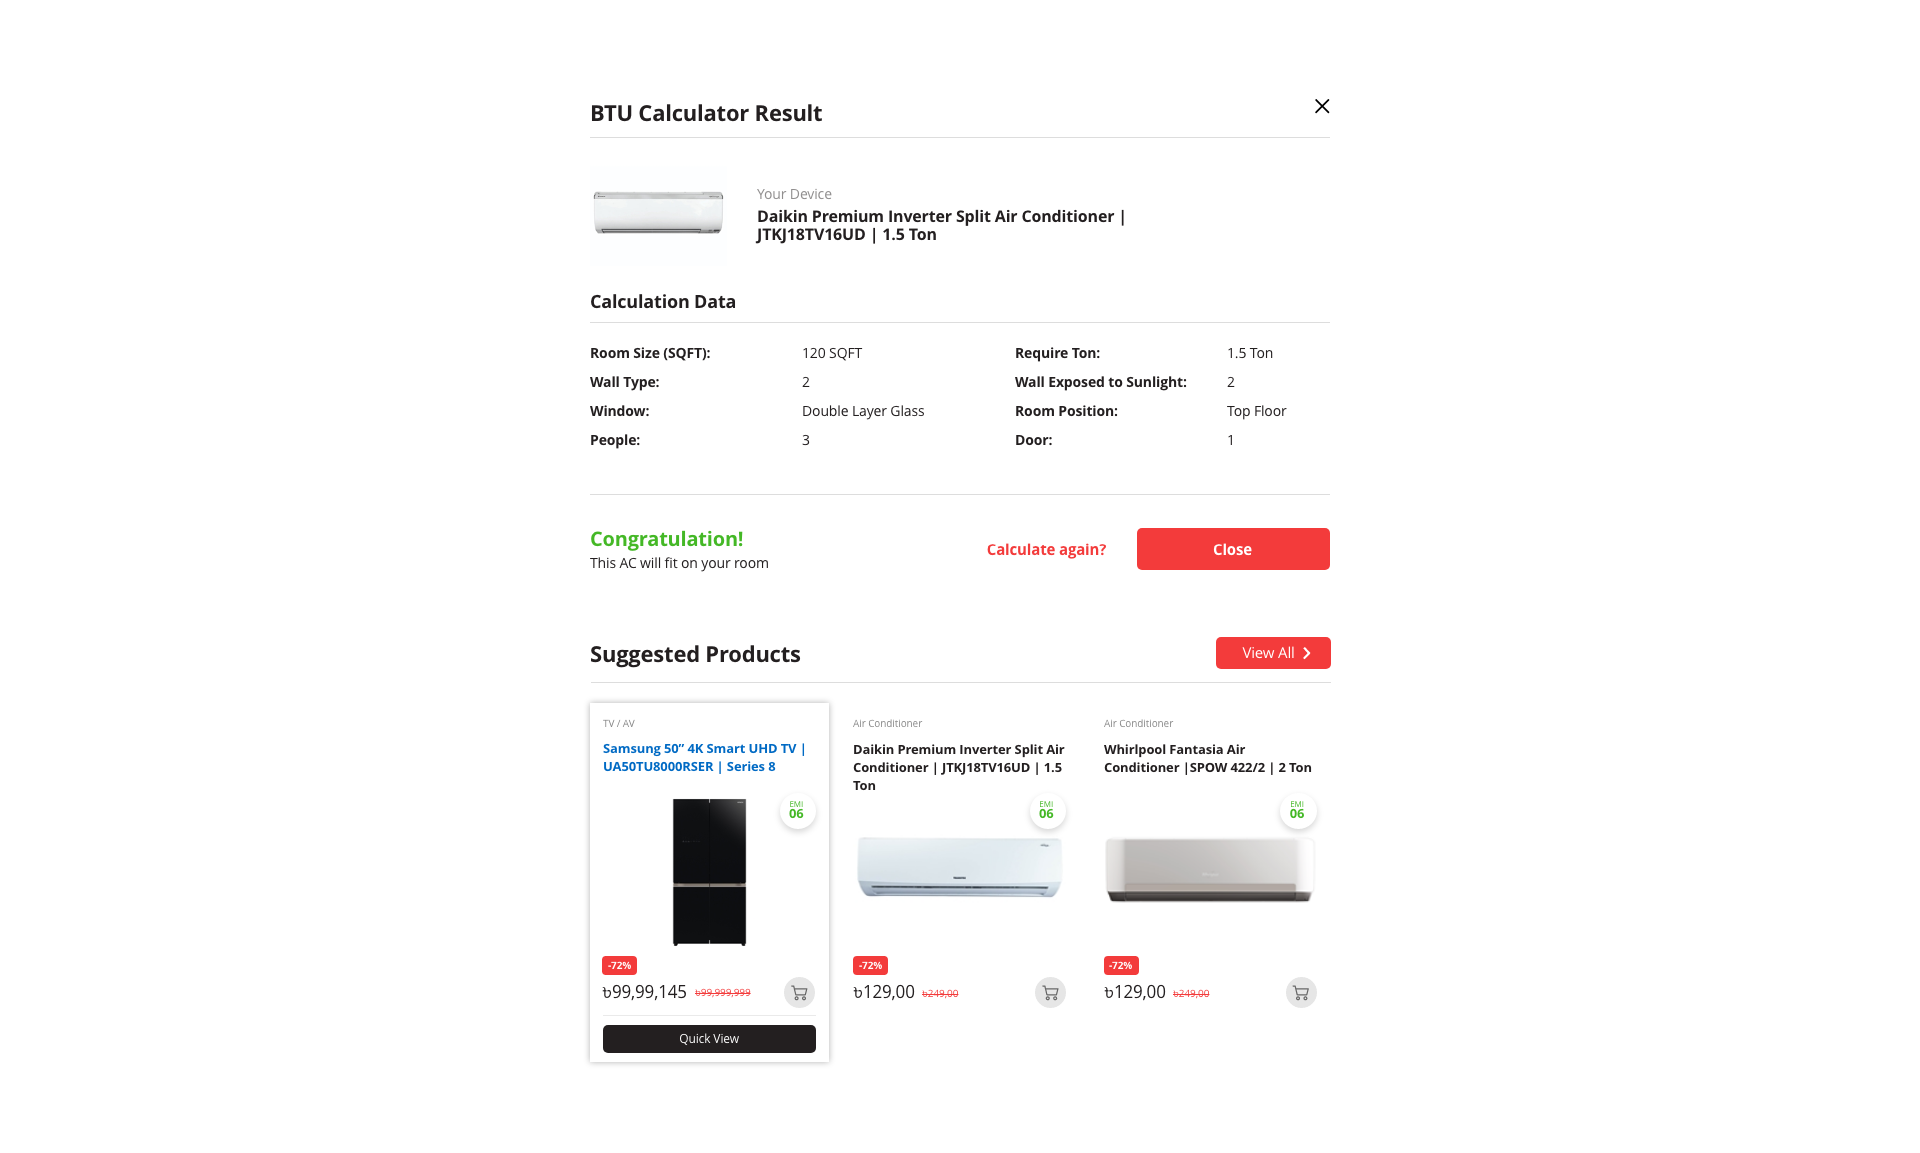 BTU Calculator Result
Your Device
Daikin Premium Inverter Split Air Conditioner |
JTKJ18TV16UD | 1.5 Ton
Calculation Data
Room Size (SQFT): 120 SQFT Require Ton: 1.5 Ton
Wall Type: 2 Wall Exposed to Sunlight: 2
Window: Double Layer Glass Room Position: Top Floor
People: 3 Door: 1
Congratulation!
This AC will fit on your room
Calculate again?
Close
Suggested Products
View All
TV / AV
Samsung 50” 4K Smart UHD TV |
UA50TU8000RSER | Series 8
EMI
06
-72%
৳99,99,145 ৳99,999,999
Quick View
Air Conditioner
Daikin Premium Inverter Split Air
Conditioner | JTKJ18TV16UD | 1.5
Ton
EMI
06
-72%
৳129,00 ৳249,00
Air Conditioner
Whirlpool Fantasia Air
Conditioner |SPOW 422/2 | 2 Ton
EMI
06
-72%
৳129,00 ৳249,00